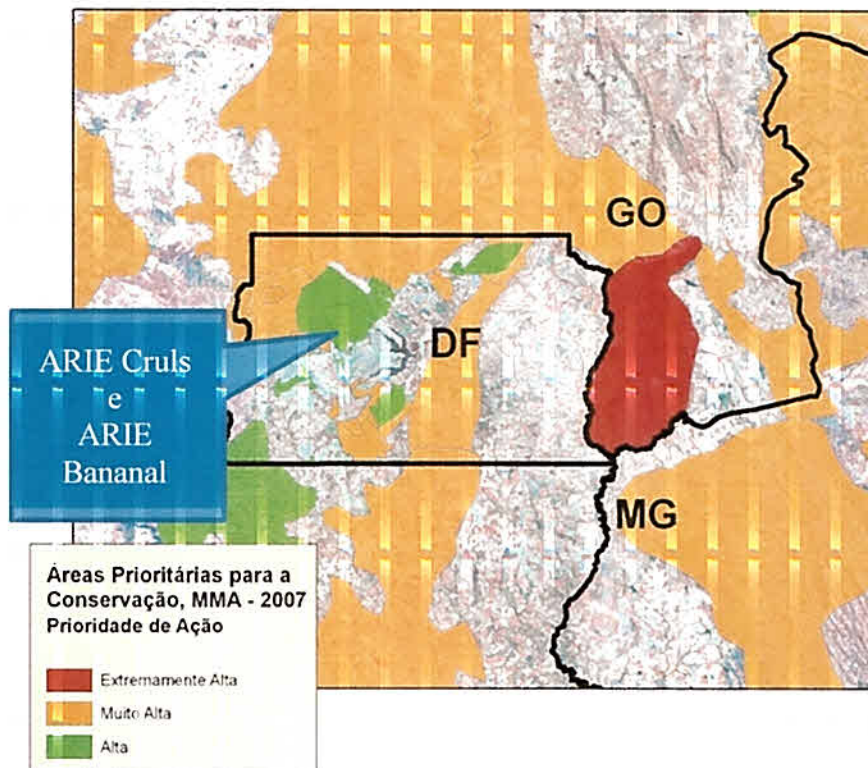 GO
DF
ARIE Cruls
e
ARIE
Bananal
MG
Áreas Prioritárias para a
Conservação, MMA - 2007
Prioridade de Ação
Extremamente Alta
Muito Alta
Alta